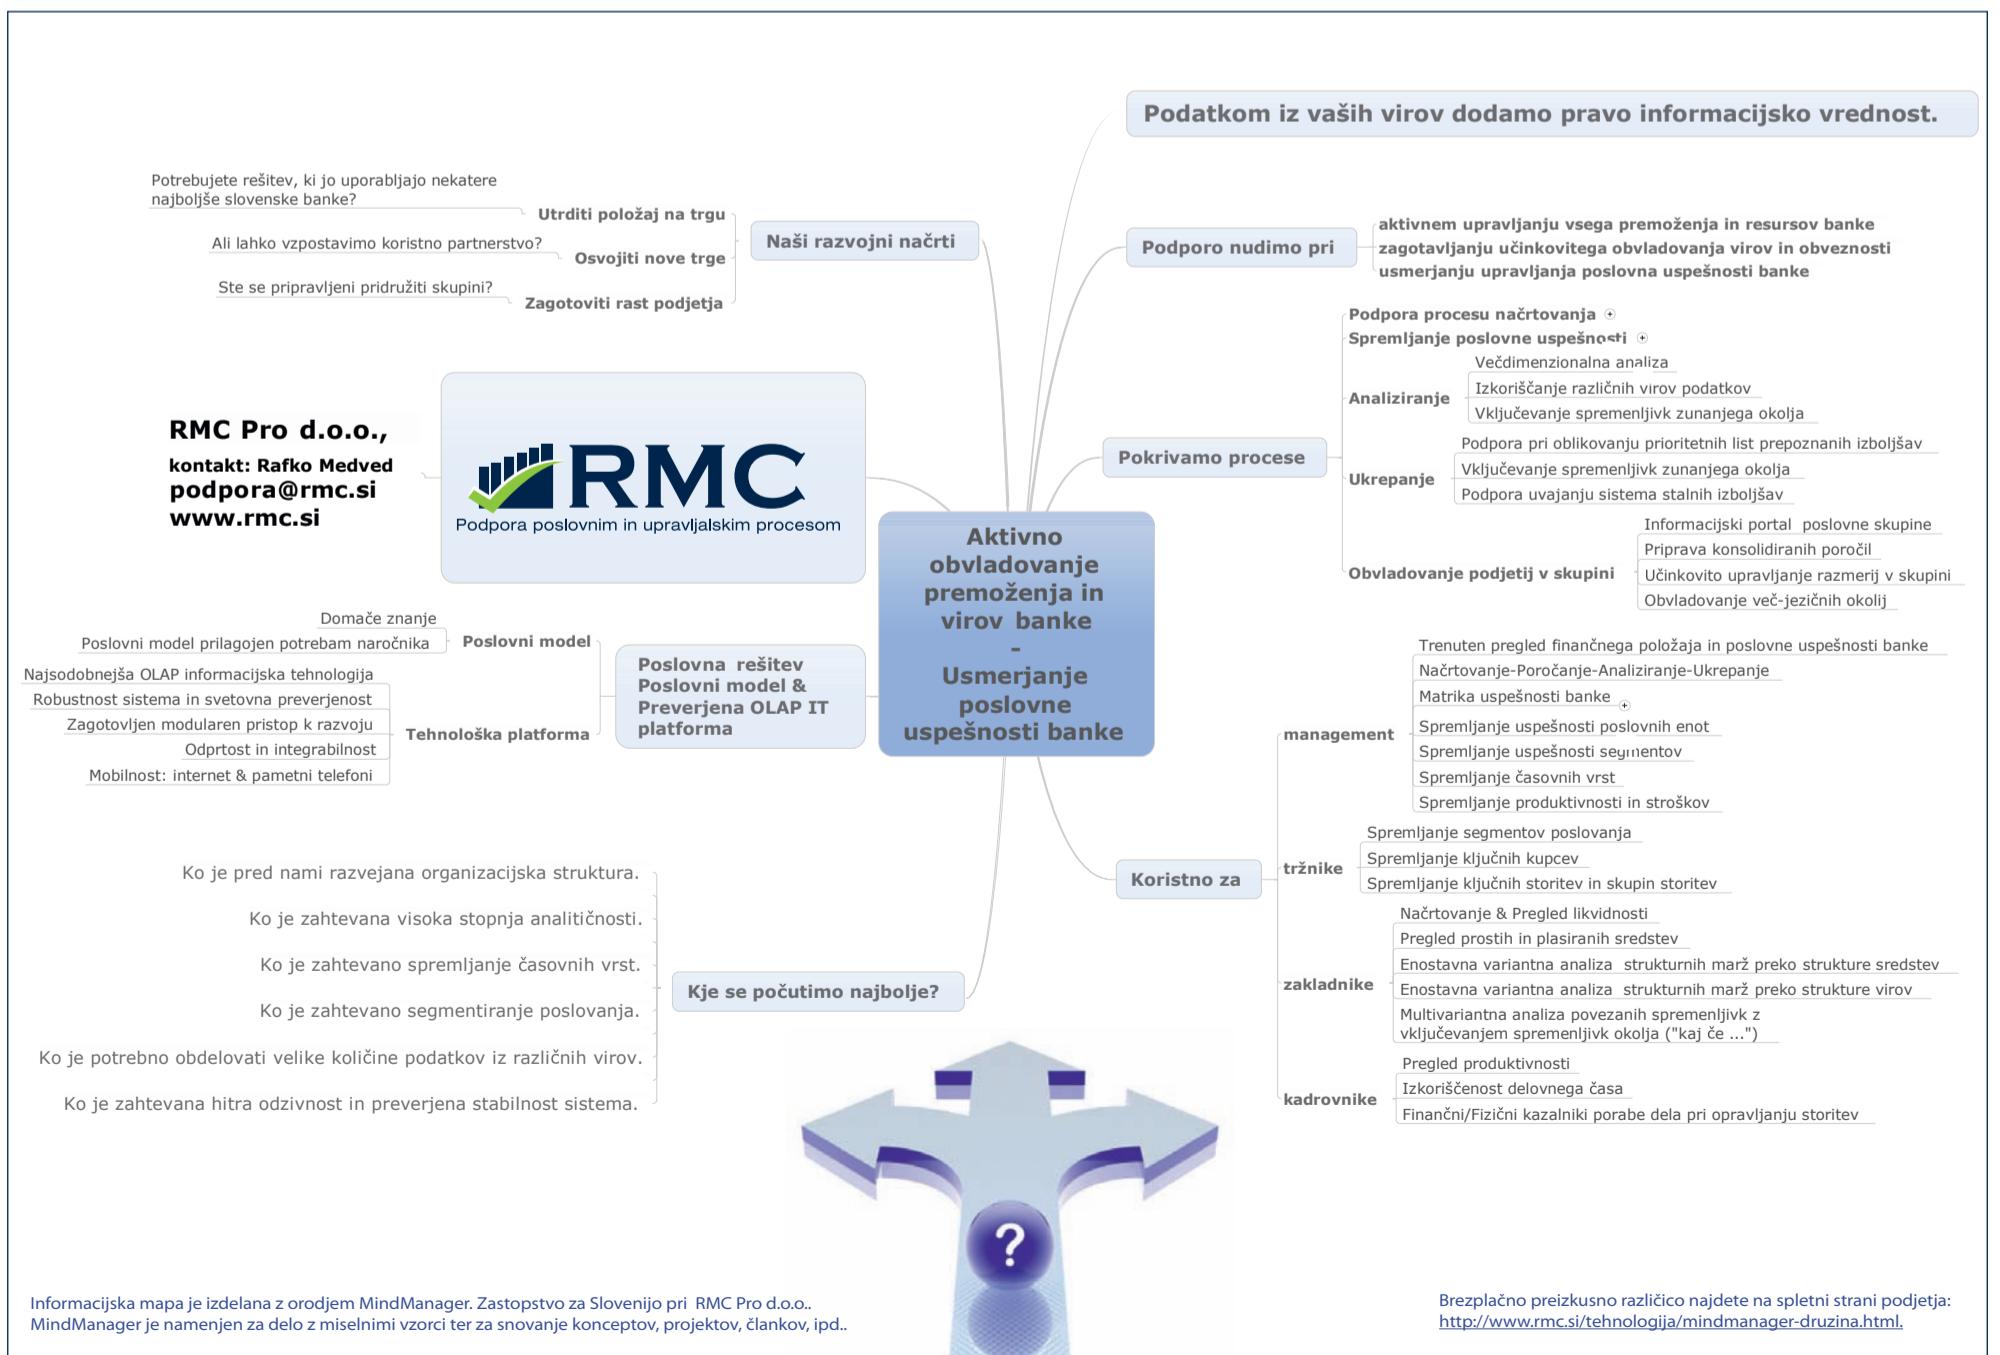 Podatkom iz vaših virov dodamo pravo informacijsko vrednost.
Potrebujete rešitev, ki jo uporabljajo nekatere
najboljše slovenske banke?
Utrditi položaj na trgu
Ali lahko vzpostavimo koristno partnerstvo?
Osvojiti nove trge
Ste se pripravljeni pridružiti skupini?
Zagotoviti rast podjetja
Naši razvojni načrti
Podporo nudimo pri
aktivnem upravljanju vsega premoženja in resursov banke
zagotavljanju učinkovitega obvladovanja virov in obveznosti
usmerjanju upravljanja poslovna uspešnosti banke
Pokrivamo procese
Podpora procesu načrtovanja
Spremljanje poslovne uspešnosti
Analiziranje
Večdimenzionalna analiza
Izkoriščanje različnih virov podatkov
Vključevanje spremenljivk zunanjega okolja
Ukrepanje
Podpora pri oblikovanju prioritetnih list prepoznanih izboljšav
Vključevanje spremenljivk zunanjega okolja
Podpora uvajanju sistema stalnih izboljšav
Obvladovanje podjetij v skupini
Informacijski portal poslovne skupine
Priprava konsolidiranih poročil
Učinkovito upravljanje razmerij v skupini
Obvladovanje več-jezičnih okolij
RMC Pro d.o.o.,
kontakt: Rafko Medved
podpora@rmc.si
www.rmc.si
RMC
Podpora poslovnim in upravljalskim procesom
Aktivno
obvladovanje
premoženja in
virov banke
–
Usmerjanje
poslovne
uspešnosti banke
Domače znanje
Poslovni model prilagojen potrebam naročnika
Poslovni model
Najsodobnejša OLAP informacijska tehnologija
Robustnost sistema in svetovna preverjenost
Zagotovljen modularen pristop k razvoju
Odprtost in integrabilnost
Mobilnost: internet & pametni telefoni
Tehnološka platforma
Poslovna rešitev
Poslovni model &
Preverjena OLAP IT
platforma
Koristno za
management
Trenuten pregled finančnega položaja in poslovne uspešnosti banke
Načrtovanje-Poročanje-Analiziranje-Ukrepanje
Matrika uspešnosti banke
Spremljanje uspešnosti poslovnih enot
Spremljanje uspešnosti segmentov
Spremljanje časovnih vrst
Spremljanje produktivnosti in stroškov
tržnike
Spremljanje segmentov poslovanja
Spremljanje ključnih kupcev
Spremljanje ključnih storitev in skupin storitev
zakladnike
Načrtovanje & Pregled likvidnosti
Pregled prostih in plasiranih sredstev
Enostavna variantna analiza strukturnih marž preko strukture sredstev
Enostavna variantna analiza strukturnih marž preko strukture virov
Multivariantna analiza povezanih spremenljivk z
vključevanjem spremenljivk okolja ("kaj če ...")
kadrovnike
Pregled produktivnosti
Izkoriščenost delovnega časa
Finančni/Fizični kazalniki porabe dela pri opravljanju storitev
Ko je pred nami razvejana organizacijska struktura.
Ko je zahtevana visoka stopnja analitičnosti.
Ko je zahtevano spremljanje časovnih vrst.
Ko je zahtevano segmentiranje poslovanja.
Ko je potrebno obdelovati velike količine podatkov iz različnih virov.
Ko je zahtevana hitra odzivnost in preverjena stabilnost sistema.
Kje se počutimo najbolje?
?
Informacijska mapa je izdelana z orodjem MindManager. Zastopstvo za Slovenijo pri RMC Pro d.o.o..
MindManager je namenjen za delo z miselnimi vzorci ter za snovanje konceptov, projektov, člankov, ipd..
Brezplačno preizkusno različico najdete na spletni strani podjetja:
http://www.rmc.si/tehnologija/mindmanager-druzina.html.